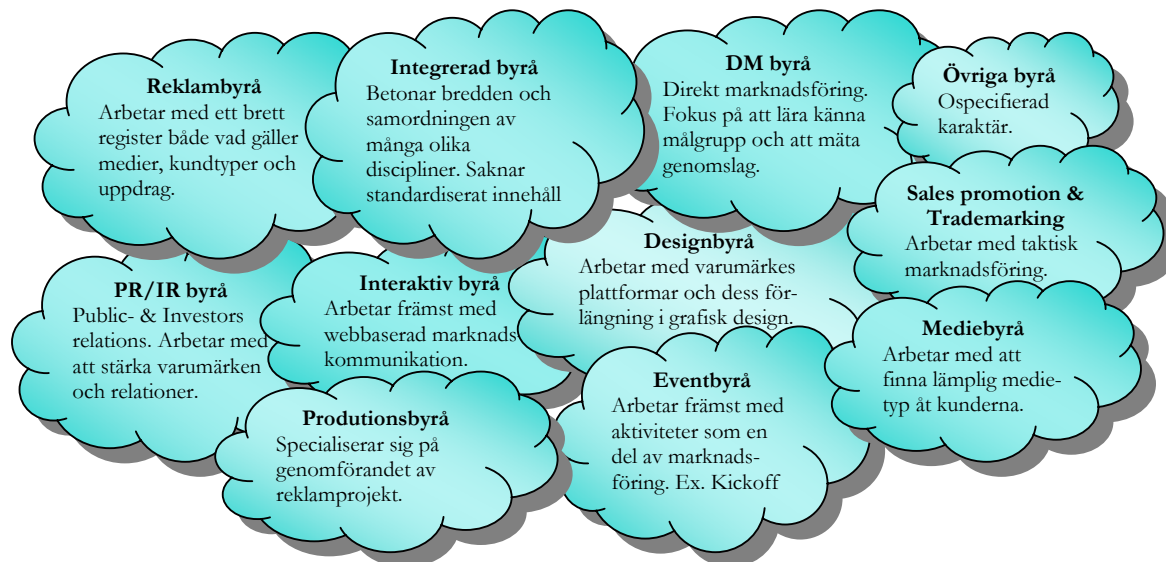 Reklambyrå
Arbetar med ett brett
register både vad gäller
medier, kundtyper och
uppdrag.
Integrerad byrå
Betonar bredden och
samordningen av
många olika
discipliner. Saknar
standardiserat innehåll
DM byrå
Direkt marknadsföring.
Fokus på att lära känna
målgrupp och att mäta
genomslag.
Övriga byrå
Ospecifierad
karaktär.
Sales promotion &
Trademarking
Arbetar med taktisk
marknadsföring.
PR/IR byrå
Public- & Investors
relations. Arbetar med
att stärka varumärken
och relationer.
Interaktiv byrå
Arbetar främst med
webbaserad marknads
kommunikation.
Designbyrå
Arbetar med varumärkes
plattformar och dess för-
längning i grafisk design.
Mediebyrå
Arbetar med att
finna lämplig medie-
typ åt kunderna.
Produtionsbyrå
Specialiserar sig på
genomförandet av
reklamprojekt.
Eventbyrå
Arbetar främst med
aktiviteter som en
del av marknads-
föring. Ex. Kickoff